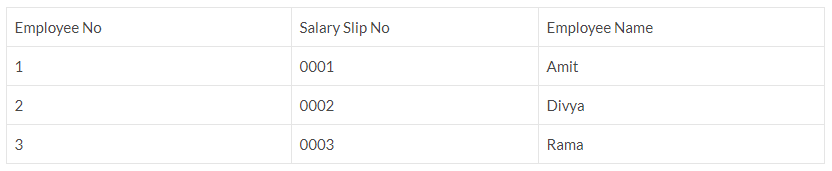 Employee No Salary Slip No Employee Name
1 0001 Amit
2 0002 Divya
3 0003 Rama